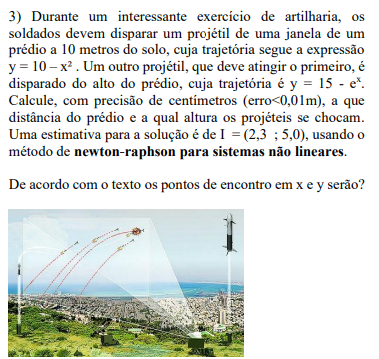 3) Durante um interessante exercício de artilharia, os
soldados devem disparar um projétil de uma janela de um
prédio a 10 metros do solo, cuja trajetória segue a expressão
y = 10 – x² . Um outro projétil, que deve atingir o primeiro, é
disparado do alto do prédio, cuja trajetória é y = 15 - eˣ.
Calcule, com precisão de centímetros (erro<0,01m), a que
distância do prédio e a qual altura os projéteis se chocam.
Uma estimativa para a solução é de I = (2,3 ; 5,0), usando o
método de newton-raphson para sistemas não lineares.
De acordo com o texto os pontos de encontro em x e y serão?